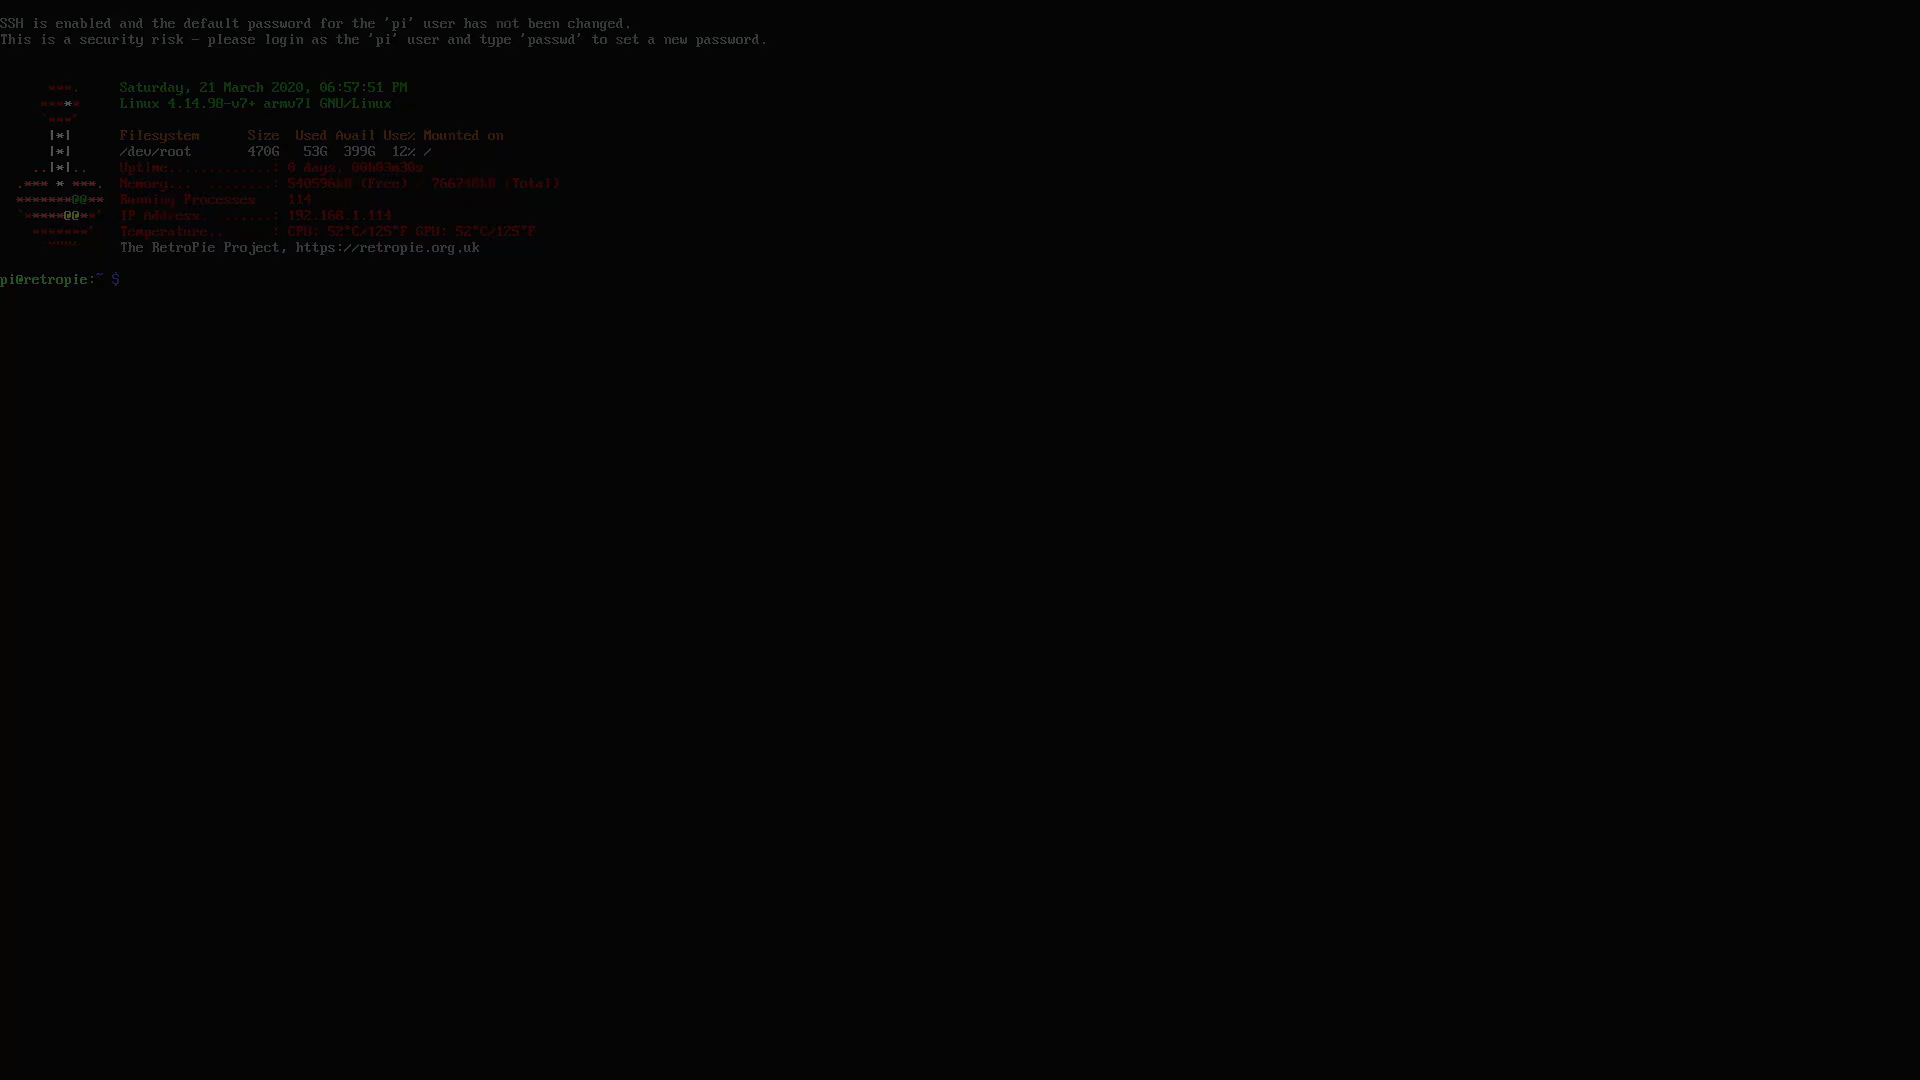 SSH is enabled and the default password for the 'pi' user has not been changed.
This is a security risk - please login as the 'pi' user and type 'passwd' to set a new password.
Saturday, 21 March 2020, 06:57:51 PM
Linux 4.14.98-v7+ armv7l GNU/Linux
Filesystem Size Used Avail Use% Mounted on
/dev/root 470G 53G 399G 12% /
Uptime.............: 0 days, 00h03m30s
Memory... ........: 540596kB (Free) / 766748kB (Total)
Running Processes 114
IP Address. ......: 192.168.1.114
Temperature.. : CPU: 52°C/125°F GPU: 52°C/125°F
The RetroPie Project, https://retropie.org.uk
pi@retropie:~ $